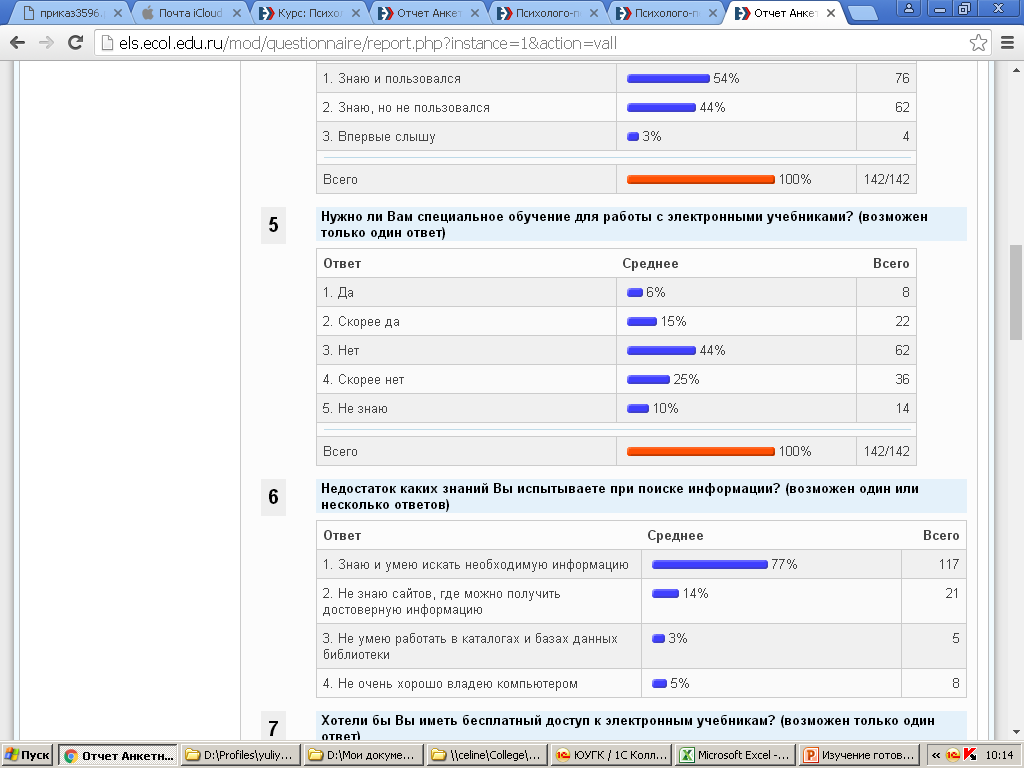 приказ3596.
Почта iCloud
Курс: Психо
Отчет Анке
Психолого-п
Психолого-п
Отчет Анке
els.ecol.edu.ru/mod/questionnaire/report.php?instance=1&action=vall
1. Знаю и пользовался 54% 76
2. Знаю, но не пользовался 44% 62
3. Впервые слышу 3% 4
Всего 100% 142/142
5 Нужно ли Вам специальное обучение для работы с электронными учебниками? (возможен
только один ответ)
Ответ Среднее Всего
1. Да 6% 8
2. Скорее да 15% 22
3. Нет 44% 62
4. Скорее нет 25% 36
5. Не знаю 10% 14
Всего 100% 142/142
6 Недостаток каких знаний Вы испытываете при поиске информации? (возможен один или
несколько ответов)
Ответ Среднее Всего
1. Знаю и умею искать необходимую информацию 77% 117
2. Не знаю сайтов, где можно получить 14% 21
достоверную информацию
3. Не умею работать в каталогах и базах данных 3% 5
библиотеки
4. Не очень хорошо владею компьютером 5% 8
7 Хотели бы Вы иметь бесплатный доступ к электронным учебникам? (возможен только один
ответ)
Пуск
Отчет Анкетн...
D:\Profiles\yuliy...
D:\Мои докуме...
\\celine\College\...
ЮУГК / 1С Колл...
Microsoft Excel -...
Изучение готов...
10:14